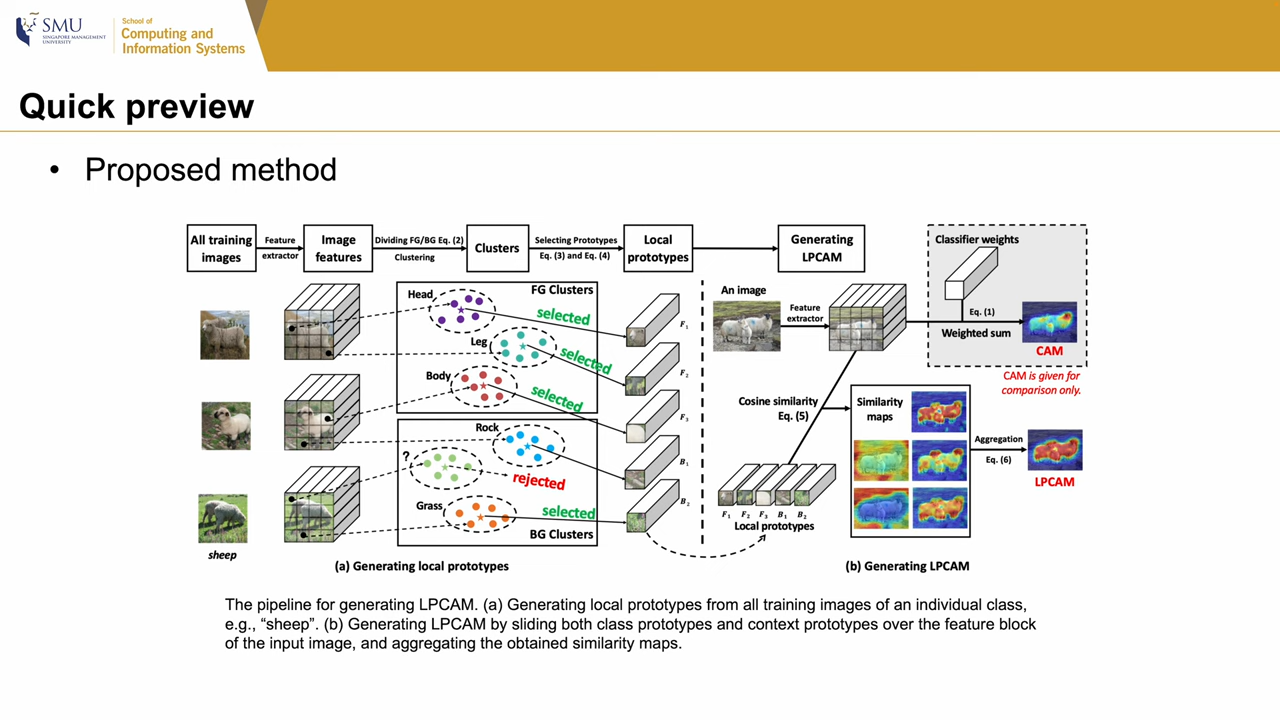 SMU
SINGAPORE MANAGEMENT
UNIVERSITY
School of
Computing and
Information Systems
Quick preview
• Proposed method
All training
images
Feature
extractor
Image
features
Dividing FG/BG Eq. (2)
Clustering
Clusters
Selecting Prototypes
Eq. (3) and Eq. (4)
Local
prototypes
Generating
LPCAM
Classifier weights
Eq. (1)
Weighted sum
CAM
CAM is given for
comparison only.
FG Clusters
Head
selected
Leg
selected
Body
selected
Rock
?
rejected
Grass
selected
BG Clusters
F1
F2
F3
B1
B2
sheep
(a) Generating local prototypes
An image
Feature
extractor
Cosine similarity
Eq. (5)
Similarity
maps
Aggregation
Eq. (6)
LPCAM
F1 F2 F3 B1 B2
Local prototypes
(b) Generating LPCAM
The pipeline for generating LPCAM. (a) Generating local prototypes from all training images of an individual class,
e.g., “sheep”. (b) Generating LPCAM by sliding both class prototypes and context prototypes over the feature block
of the input image, and aggregating the obtained similarity maps.